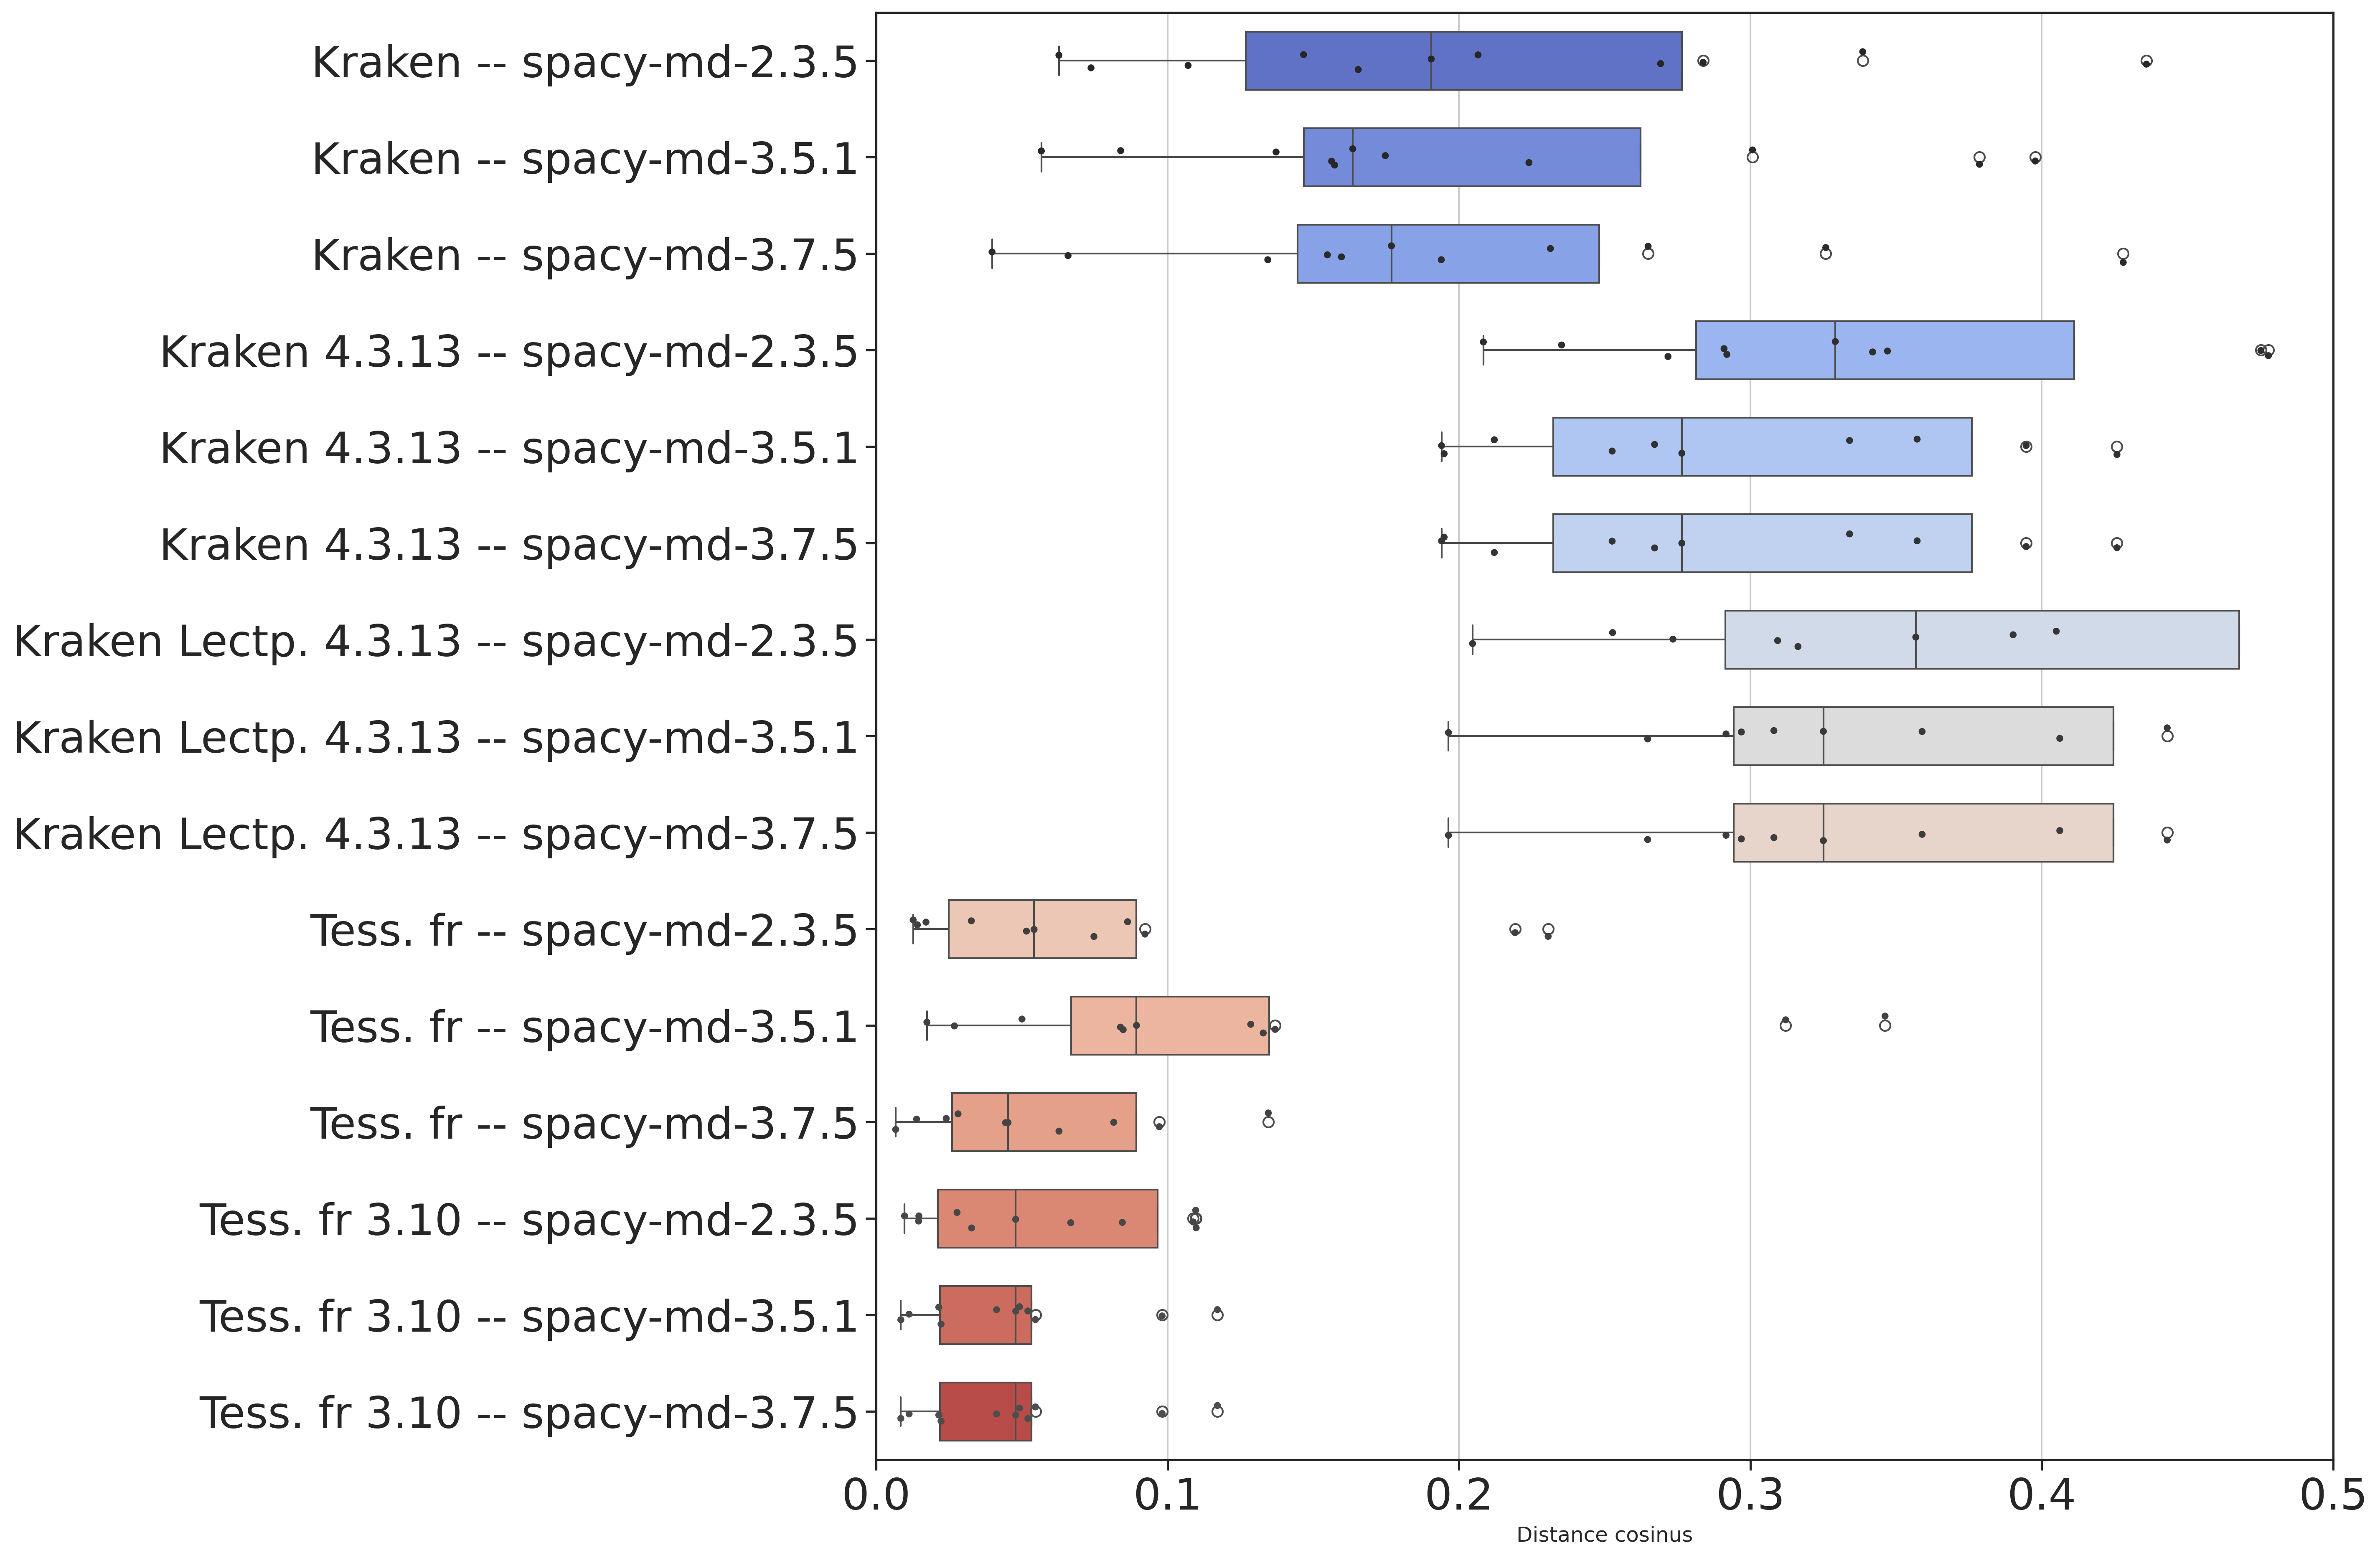 Kraken -- spacy-md-2.3.5
Kraken -- spacy-md-3.5.1
Kraken -- spacy-md-3.7.5
Kraken 4.3.13 -- spacy-md-2.3.5
Kraken 4.3.13 -- spacy-md-3.5.1
Kraken 4.3.13 -- spacy-md-3.7.5
Kraken Lectp. 4.3.13 -- spacy-md-2.3.5
Kraken Lectp. 4.3.13 -- spacy-md-3.5.1
Kraken Lectp. 4.3.13 -- spacy-md-3.7.5
Tess. fr -- spacy-md-2.3.5
Tess. fr -- spacy-md-3.5.1
Tess. fr -- spacy-md-3.7.5
Tess. fr 3.10 -- spacy-md-2.3.5
Tess. fr 3.10 -- spacy-md-3.5.1
Tess. fr 3.10 -- spacy-md-3.7.5
0.0 0.1 0.2 0.3 0.4 0.5
Distance cosinus